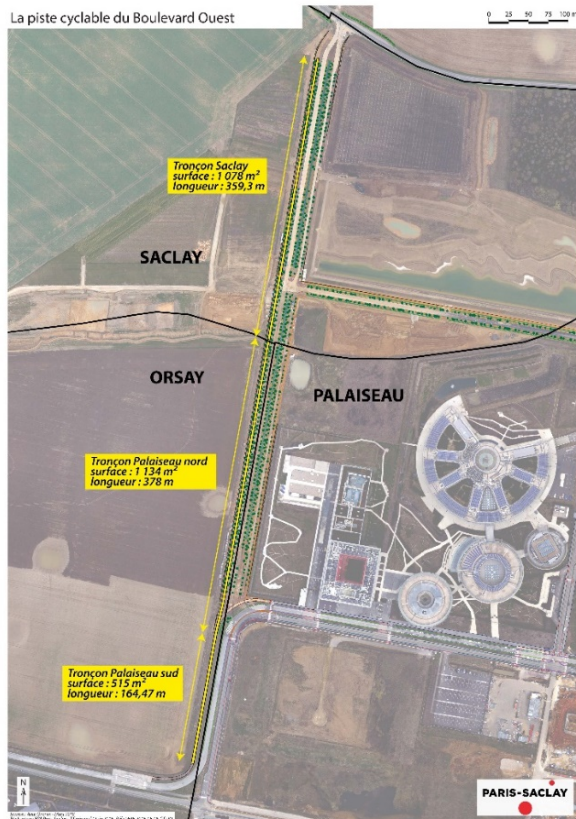 La piste cyclable du Boulevard Ouest
0 25 50 75 100 m
Tronçon Saclay
surface : 1 078 m²
longueur : 359,3 m
SACLAY
ORSAY
PALAISEAU
Tronçon Palaiseau nord
surface : 1 134 m²
longueur : 378 m
Tronçon Palaiseau sud
surface : 515 m²
longueur : 164,47 m
N
PARIS-SACLAY